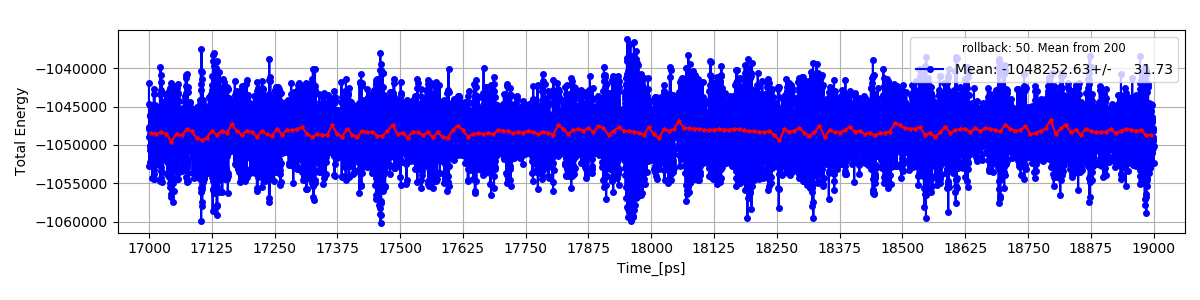 rollback: 50. Mean from 200
Mean: -1048252.63+/-     31.73
Total Energy
−1040000
−1045000
−1050000
−1055000
−1060000
17000 17125 17250 17375 17500 17625 17750 17875 18000 18125 18250 18375 18500 18625 18750 18875 19000
Time_[ps]